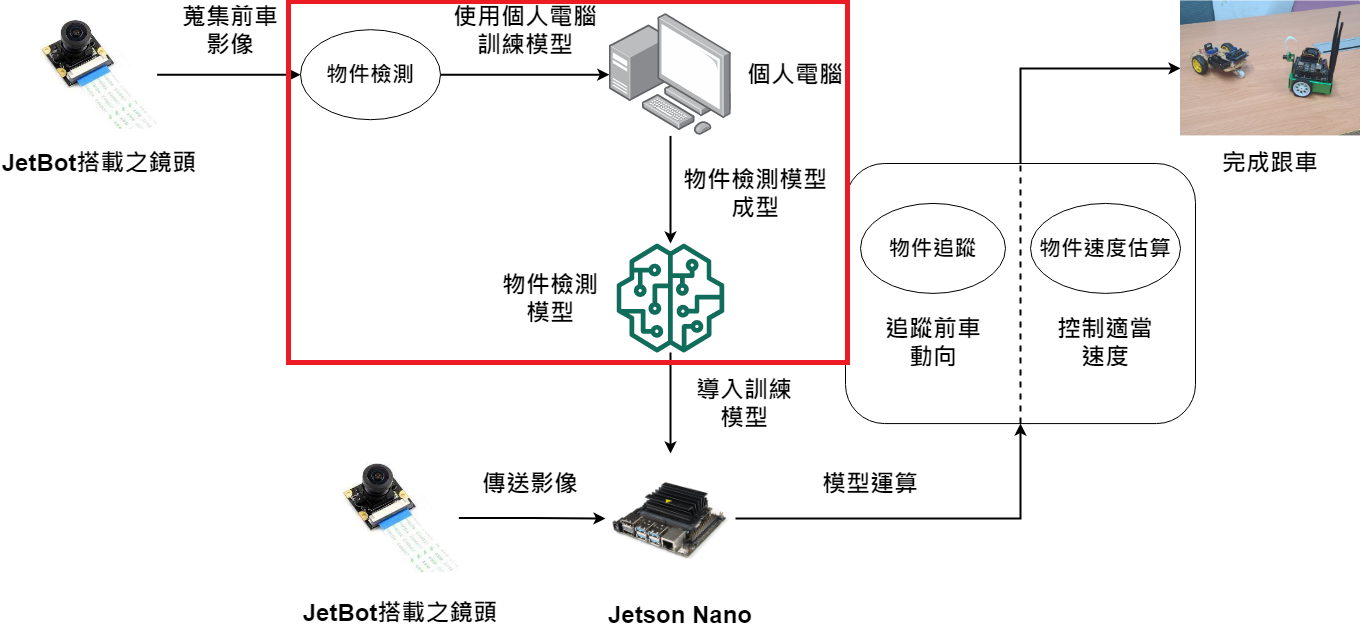 蒐集前車
影像
JetBot搭載之鏡頭
物件檢測
使用個人電腦
訓練模型
個人電腦
物件檢測模型
成型
物件檢測
模型
導入訓練
模型
JetBot搭載之鏡頭
傳送影像
Jetson Nano
模型運算
物件追蹤
追蹤前車
動向
物件速度估算
控制適當
速度
完成跟車